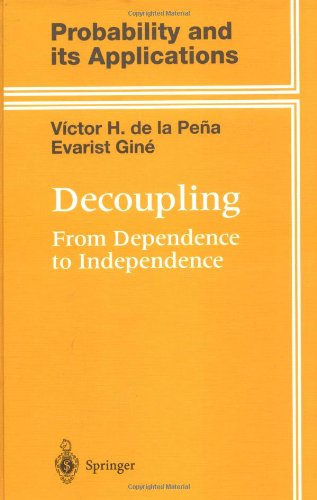 Probability and
its Applications
Víctor H. de la Peña
Evarist Giné
Decoupling
From Dependence
to Independence
Springer